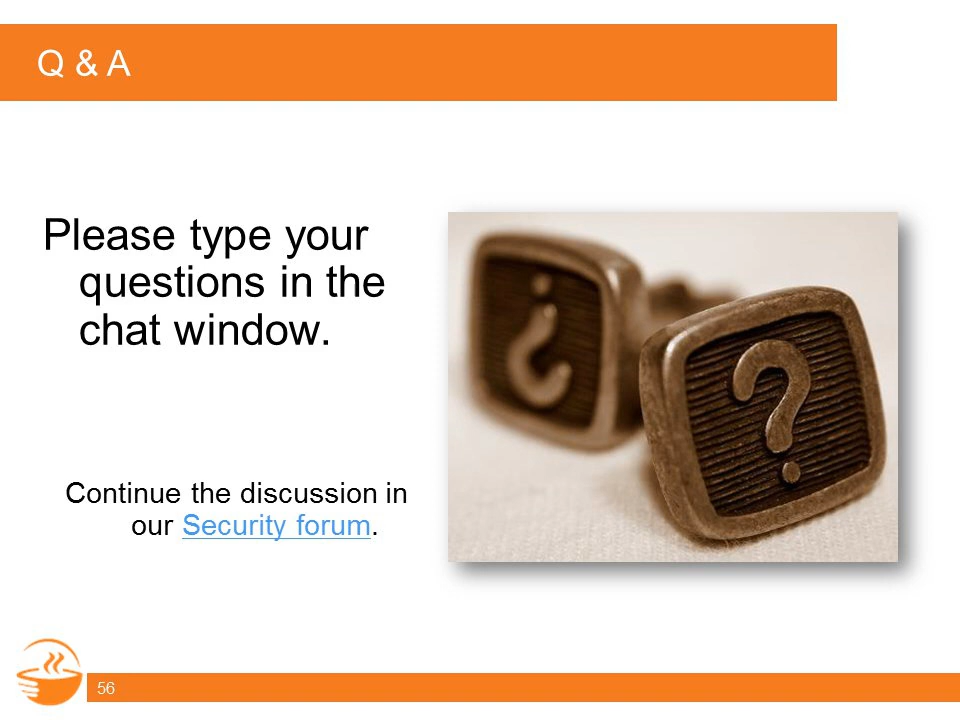 Q & A
Please type your
questions in the
chat window.
Continue the discussion in
our Security forum.
¿
?
56